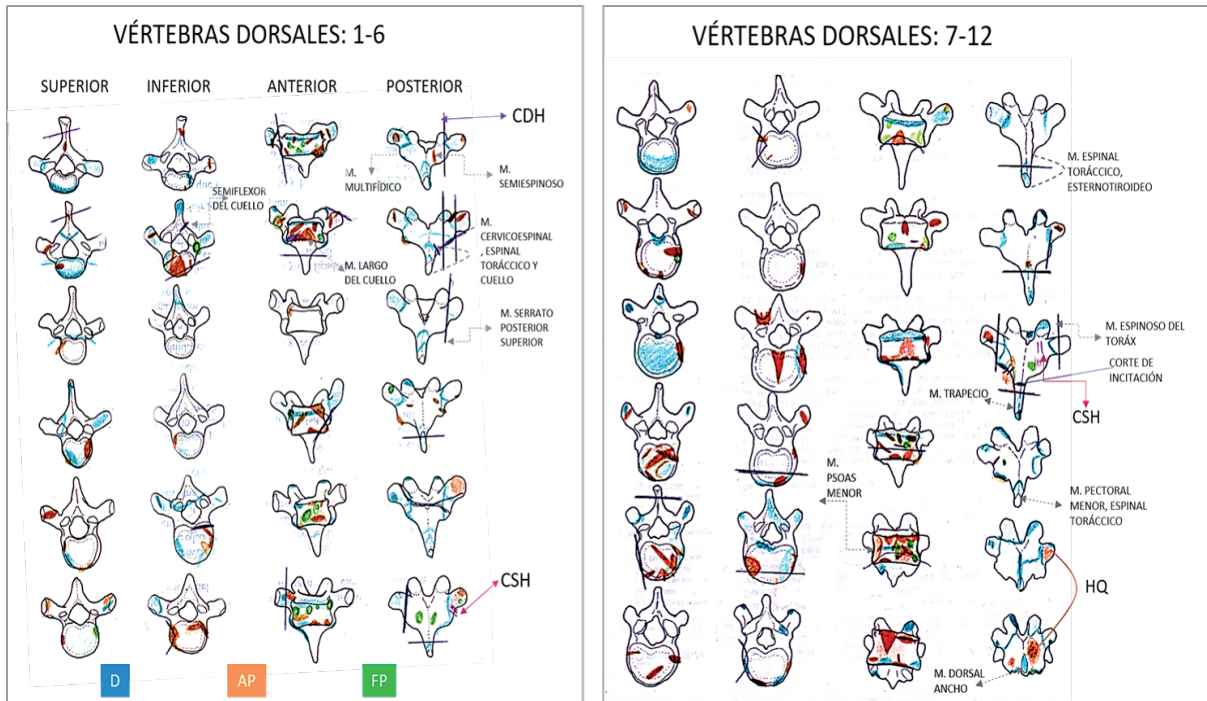 VÉRTEBRAS DORSALES: 1-6
SUPERIOR
INFERIOR
ANTERIOR
POSTERIOR
CDH
M.
MULTIFÍDICO
M.
SEMIESPINOSO
SEMIFLEXOR
DEL CUELLO
M.
CERVICOESPINAL
, ESPINAL
TORÁCCICO Y
CUELLO
M. LARGO
DEL CUELLO
M. SERRATO
POSTERIOR
SUPERIOR
CSH
D
AP
FP
VÉRTEBRAS DORSALES: 7-12
M. ESPINAL
TORÁCCICO,
ESTERNOTIROIDEO
M. ESPINOSO DEL
TORÁX
CORTE DE
INCITACIÓN
M. TRAPECIO
CSH
M.
PSOAS
MENOR
M. PECTORAL
MENOR, ESPINAL
TORÁCCICO
HQ
M. DORSAL
ANCHO